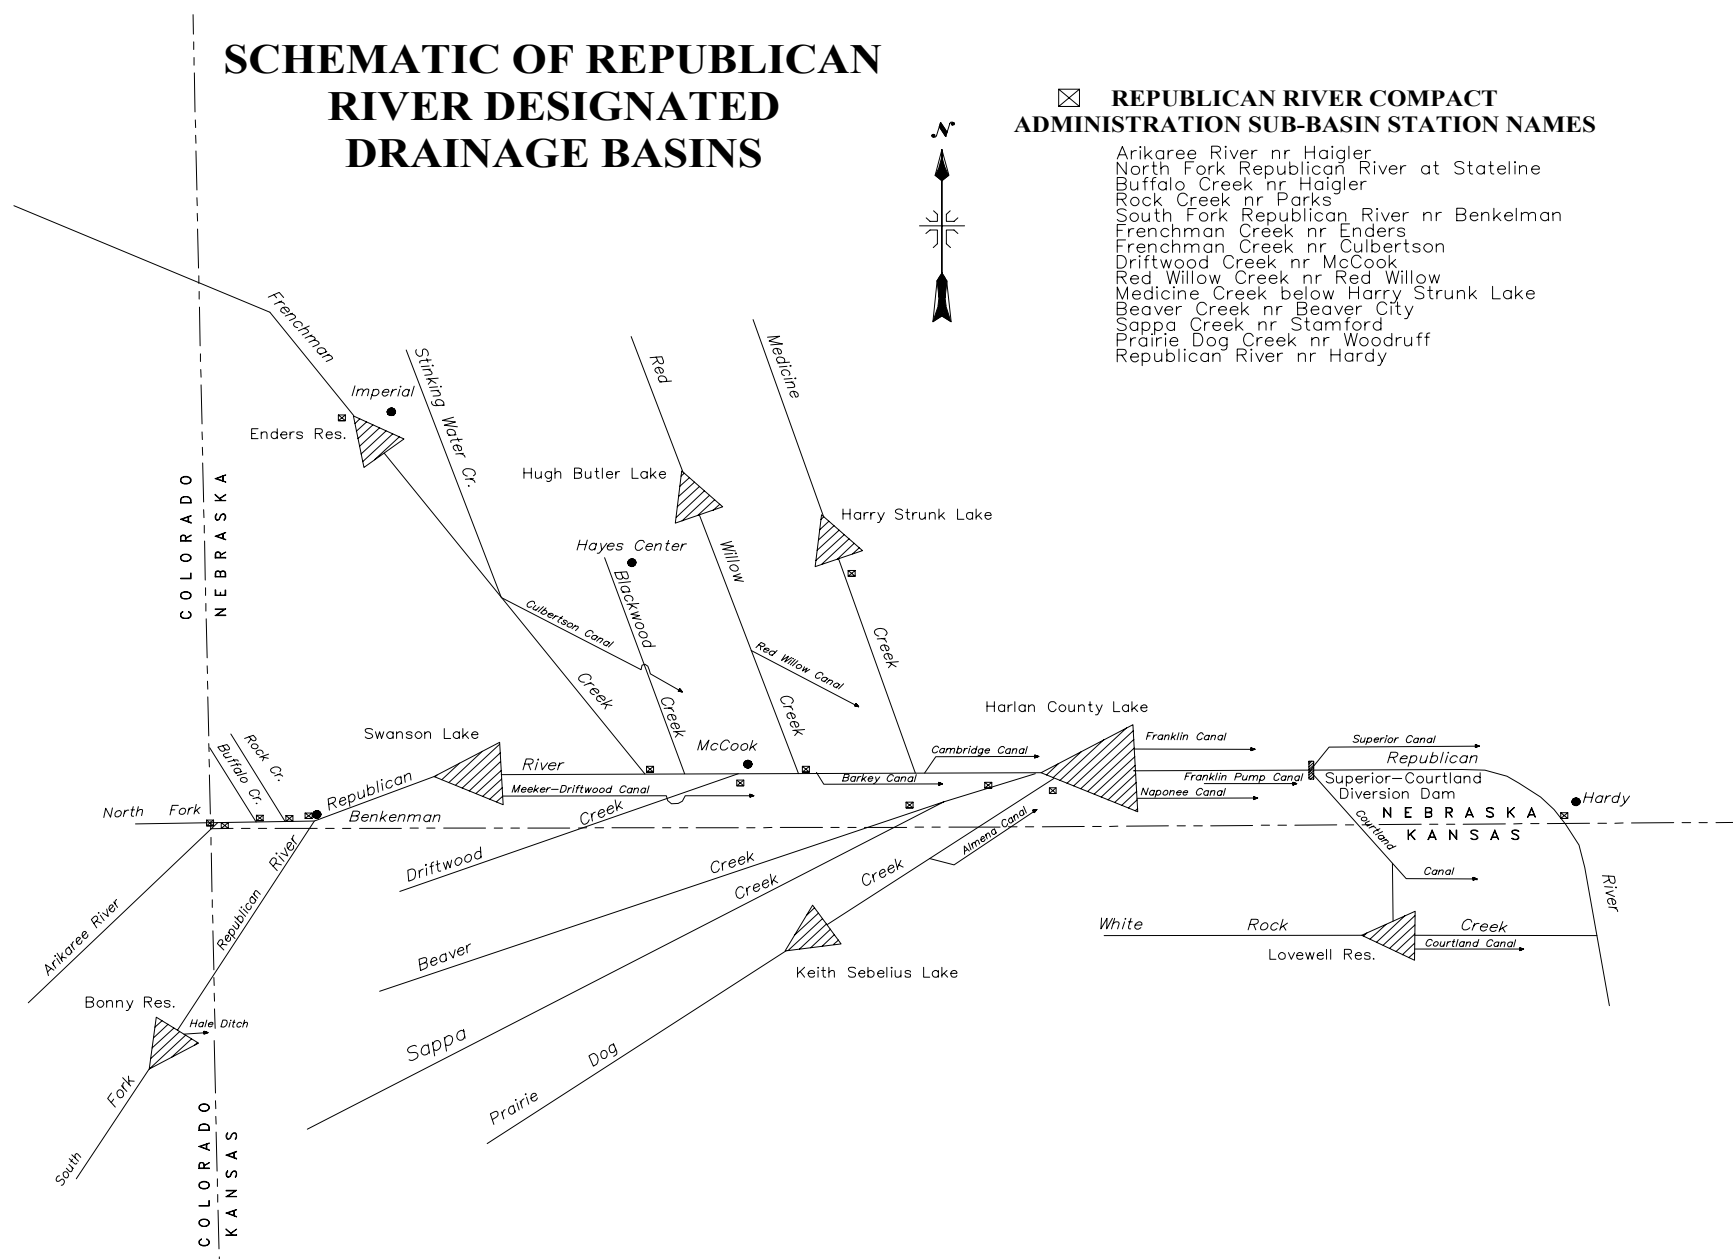 SCHEMATIC OF REPUBLICAN
RIVER DESIGNATED
DRAINAGE BASINS
REPUBLICAN RIVER COMPACT
ADMINISTRATION SUB-BASIN STATION NAMES
N
Arikaree River nr Haigler
North Fork Republican River at Stateline
Buffalo Creek nr Haigler
Rock Creek nr Parks
South Fork Republican River nr Benkelman
Frenchman Creek nr Enders
Frenchman Creek nr Culbertson
Driftwood Creek nr McCook
Red Willow Creek nr Red Willow
Medicine Creek below Harry Strunk Lake
Beaver Creek nr Beaver City
Sappa Creek nr Stamford
Prairie Dog Creek nr Woodruff
Republican River nr Hardy
Frenchman
Creek
Imperial
Enders Res.
Stinking Water Cr.
Red
Willow
Creek
Medicine
Creek
Hugh Butler Lake
Harry Strunk Lake
Hayes Center
Blackwood
Creek
Culbertson Canal
Red Willow Canal
COLORADO
NEBRASKA
Harlan County Lake
Swanson Lake
McCook
Rock Cr.
Buffalo Cr.
North Fork
Republican
River
Benkenman
Meeker-Driftwood Canal
Cambridge Canal
Barkey Canal
Franklin Canal
Franklin Pump Canal
Naponee Canal
Superior Canal
Republican
River
Superior-Courtland
Diversion Dam
Hardy
NEBRASKA
KANSAS
Courtland
Canal
Driftwood
Creek
Beaver
Creek
Sappa
Creek
Prairie
Dog
Creek
Almena Canal
Keith Sebelius Lake
White Rock Creek
Lovewell Res.
Courtland Canal
Arikaree River
South
Fork
Republican
River
Bonny Res.
Hale Ditch
COLORADO
KANSAS